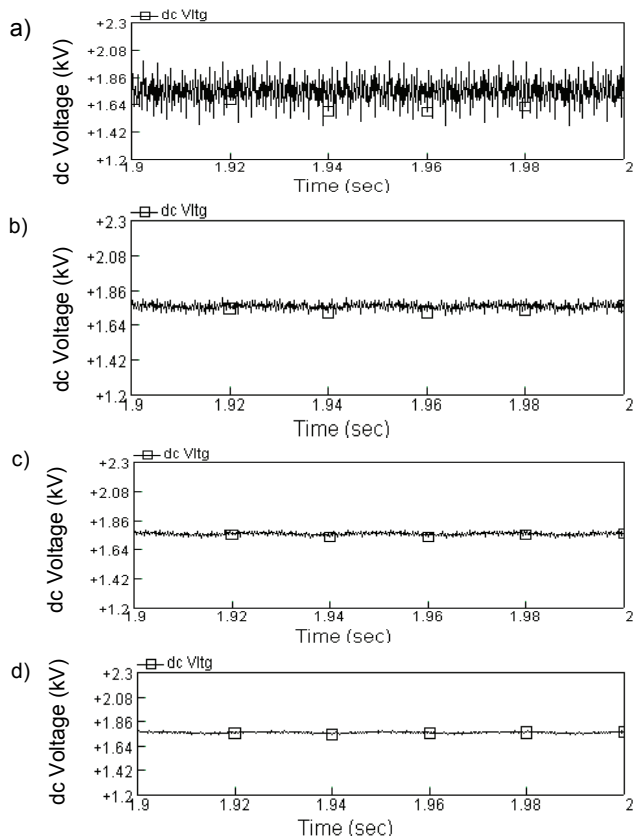 a)
dc Vltg
dc Voltage (kV)
+2.3
+2.08
+1.86
+1.64
+1.42
+1.2
1.9 1.92 1.94 1.96 1.98 2
Time (sec)
b)
dc Vltg
dc Voltage (kV)
+2.3
+2.08
+1.86
+1.64
+1.42
+1.2
1.9 1.92 1.94 1.96 1.98 2
Time (sec)
c)
dc Vltg
dc Voltage (kV)
+2.3
+2.08
+1.86
+1.64
+1.42
+1.2
1.9 1.92 1.94 1.96 1.98 2
Time (sec)
d)
dc Vltg
dc Voltage (kV)
+2.3
+2.08
+1.86
+1.64
+1.42
+1.2
1.9 1.92 1.94 1.96 1.98 2
Time (sec)